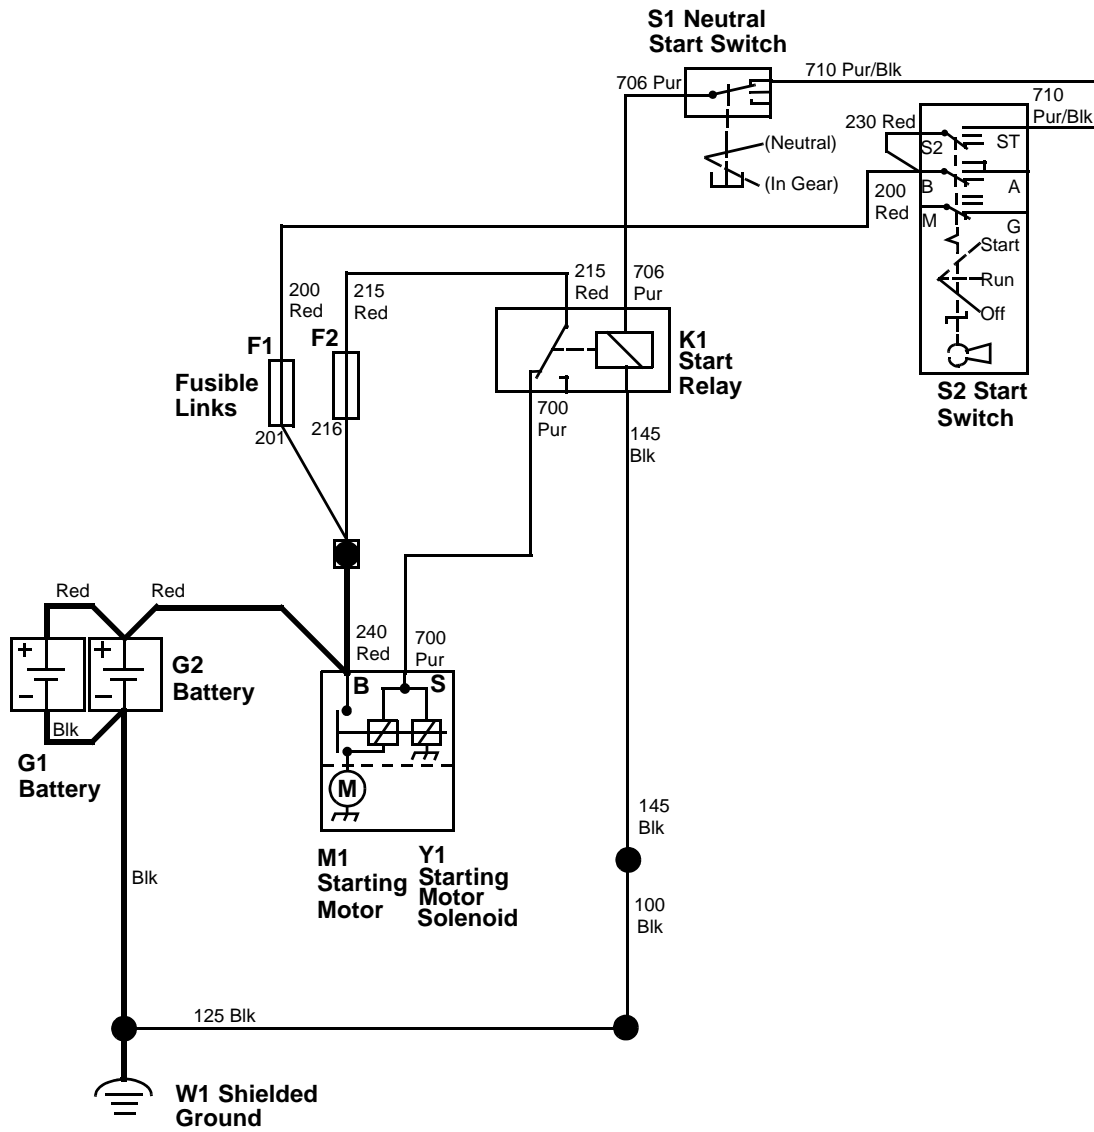 S1 Neutral
Start Switch
706 Pur
710 Pur/Blk
710
Pur/Blk
230 Red
S2
ST
(Neutral)
(In Gear)
B
A
200
Red
M
G
Start
Run
Off
S2 Start
Switch
200
Red
215
Red
215
Red
706
Pur
F1
F2
K1
Start
Relay
Fusible
Links
201
216
700
Pur
145
Blk
Red
Red
240
Red
700
Pur
+
+
G2
Battery
B
S
–
–
Blk
G1
Battery
M
145
Blk
M1
Starting
Motor
Y1
Starting
Motor
Solenoid
Blk
100
Blk
125 Blk
W1 Shielded
Ground